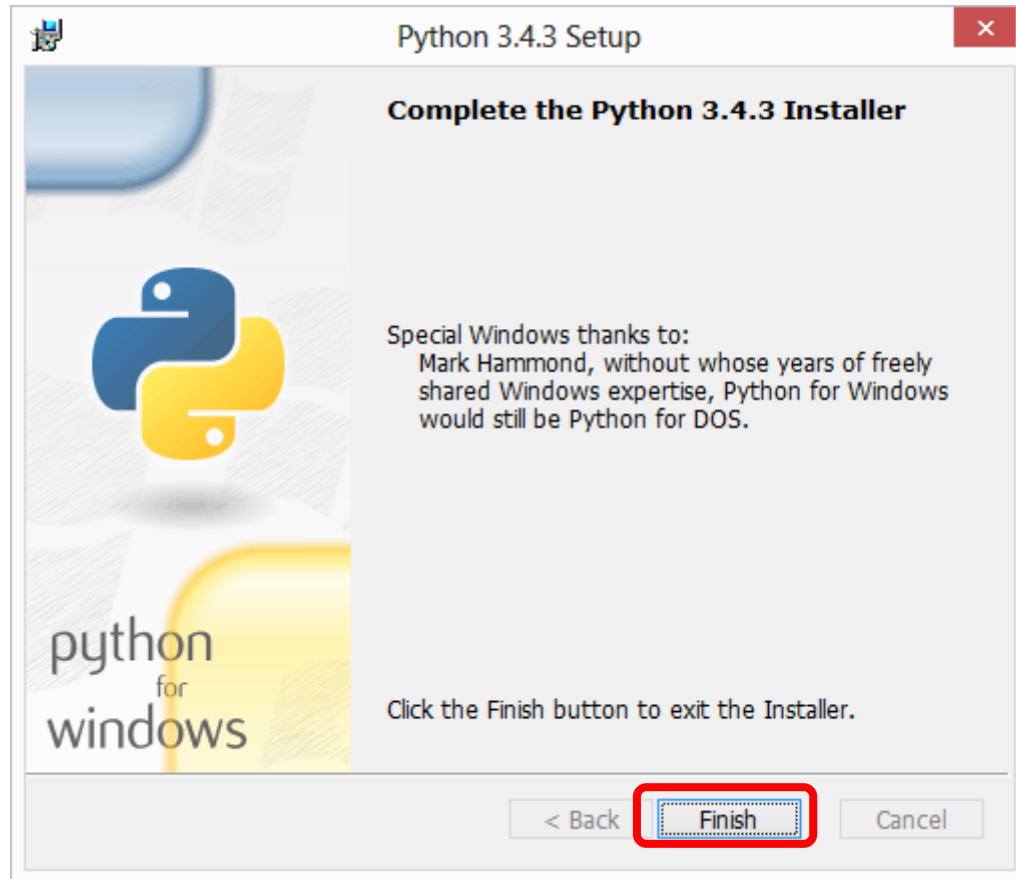 Python 3.4.3 Setup
Complete the Python 3.4.3 Installer
Special Windows thanks to:
Mark Hammond, without whose years of freely
shared Windows expertise, Python for Windows
would still be Python for DOS.
python
for
windows
Click the Finish button to exit the Installer.
< Back
Finish
Cancel